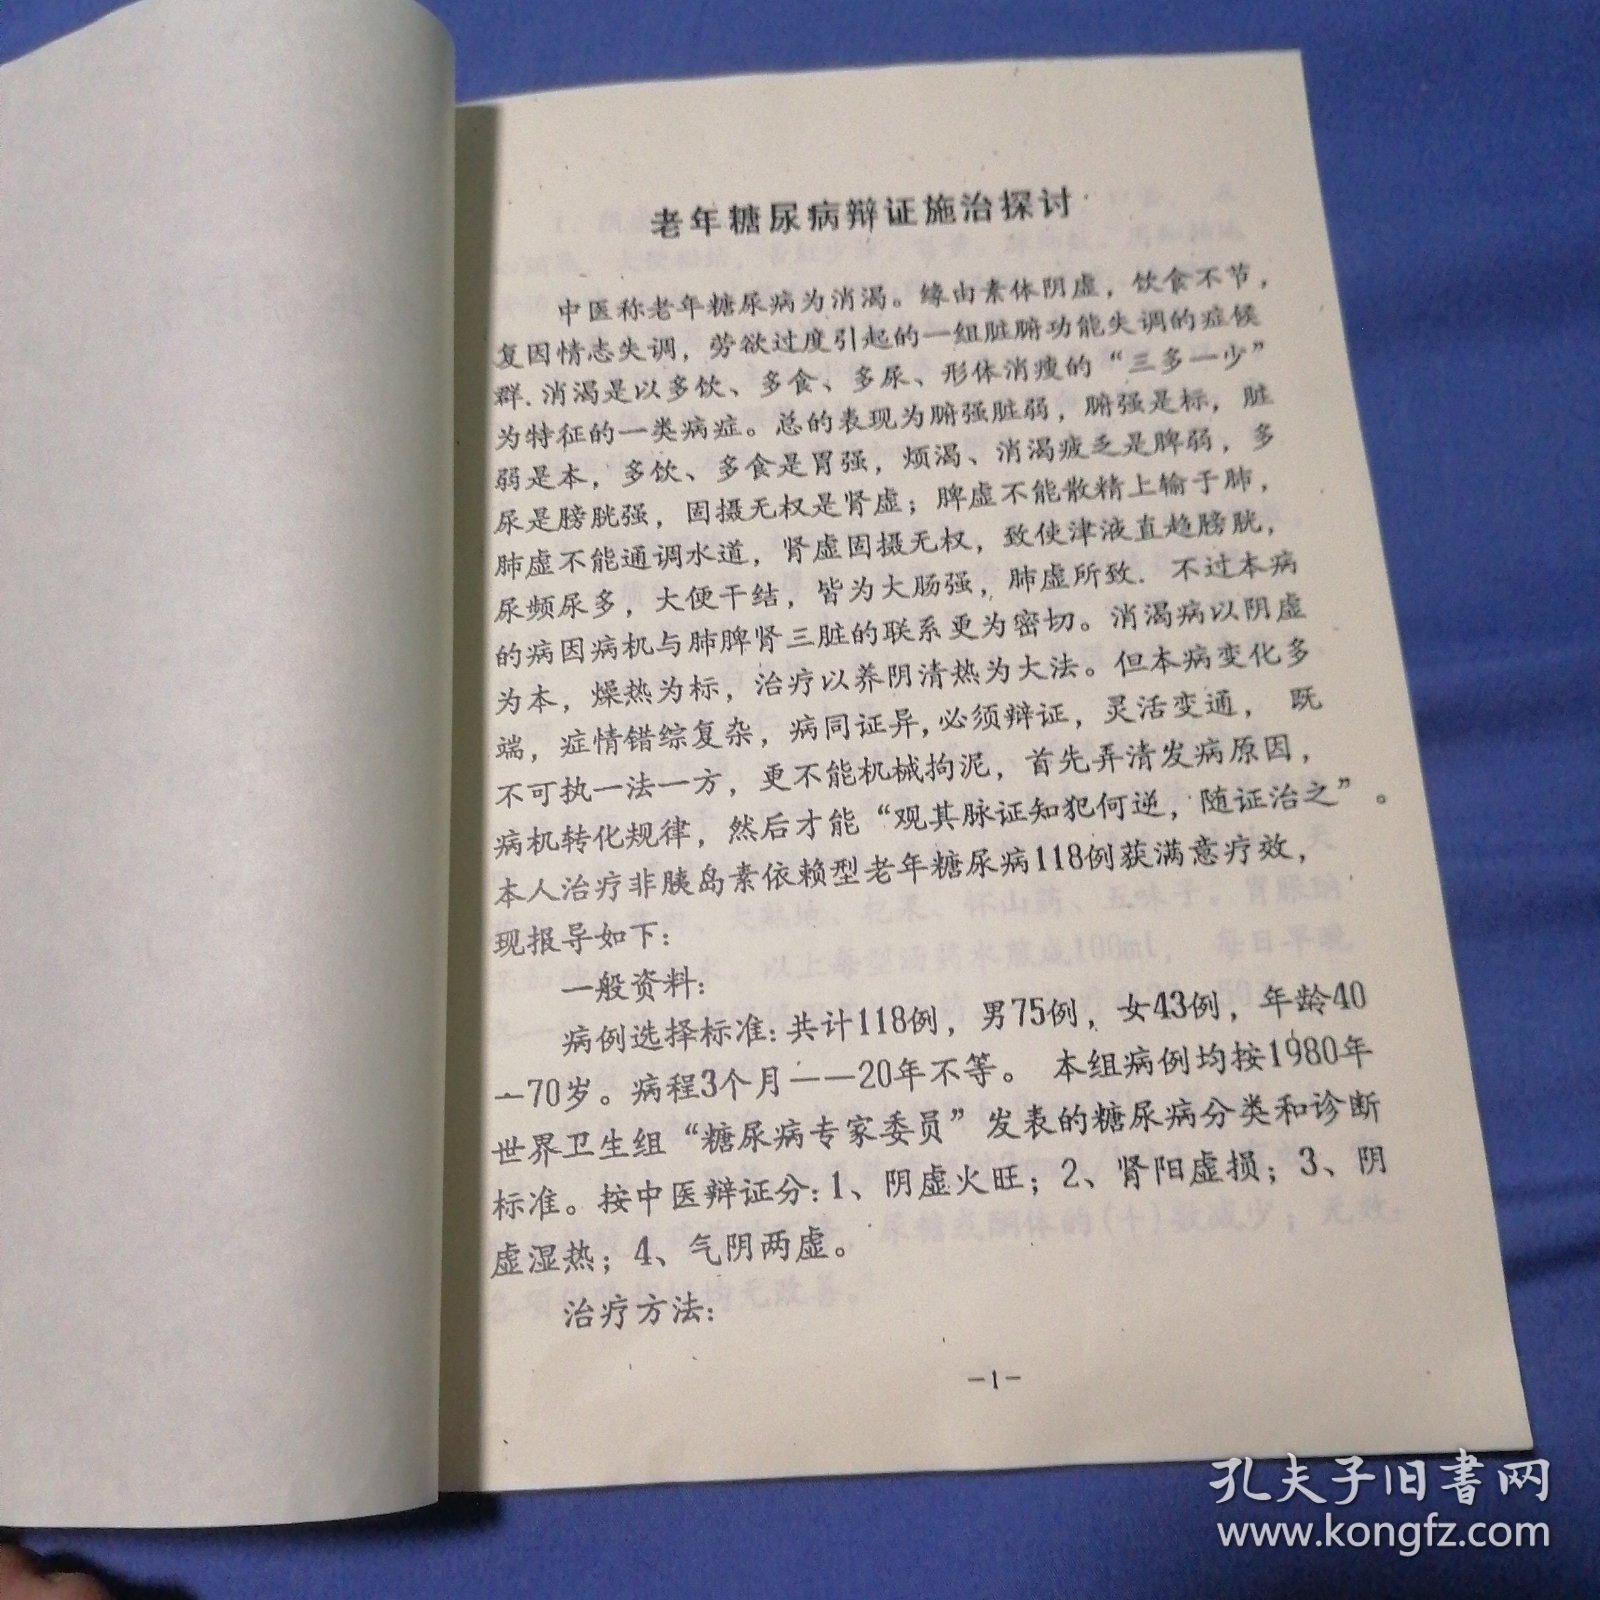 老年糖尿病辩证施治探讨
中医称老年糖尿病为消渴。缘由素体阴虚，饮食不节，
复因情志失调，劳欲过度引起的一组脏腑功能失调的症候
群.消渴是以多饮、多食、多尿、形体消瘦的“三多一少”
为特征的一类病症。总的表现为腑强脏弱，腑强是标，脏
弱是本，多饮、多食是胃强，烦渴、消渴疲乏是脾弱，多
尿是膀胱强，固摄无权是肾虚；脾虚不能散精上输于肺，
肺虚不能通调水道，肾虚固摄无权，致使津液直趋膀胱，
尿频尿多，大便干结，皆为大肠强，肺虚所致．不过本病
的病因病机与肺脾肾三脏的联系更为密切。消渴病以阴虚
为本，燥热为标，治疗以养阴清热为大法。但本病变化多
端，症情错综复杂，病同证异,必须辩证，灵活变通，既
不可执一法一方，更不能机械拘泥，首先弄清发病原因，
病机转化规律，然后才能“观其脉证知犯何逆，随证治之”。
本人治疗非胰岛素依赖型老年糖尿病118例获满意疗效，
现报导如下：
一般资料：
病例选择标准：共计118例，男75例，女43例，年龄40
—70岁。病程3个月——20年不等。本组病例均按1980年
世界卫生组“糖尿病专家委员”发表的糖尿病分类和诊断
标准。按中医辩证分：1、阴虚火旺；2、肾阳虚损；3、阴
虚湿热；4、气阴两虚。
治疗方法：
－1－
孔夫子旧書网
www.kongfz.com